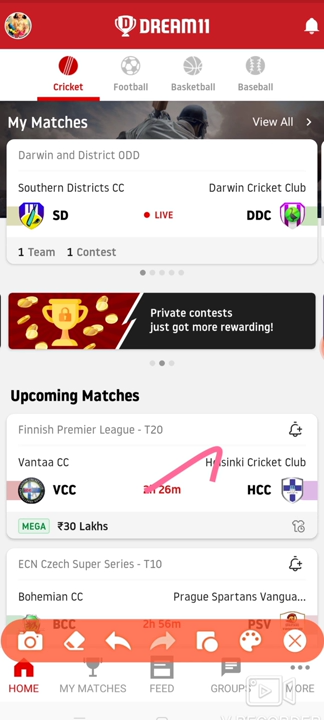 DREAM11
Cricket Football Basketball Baseball
My Matches View All
Darwin and District ODD
Southern Districts CC Darwin Cricket Club
SD LIVE DDC
1 Team 1 Contest
Private contests
just got more rewarding!
Upcoming Matches
Finnish Premier League - T20
Vantaa CC Helsinki Cricket Club
VCC 2h 26m HCC
MEGA ₹30 Lakhs
ECN Czech Super Series - T10
Bohemian CC Prague Spartans Vangua...
BCC 2h 56m PSV
HOME MY MATCHES FEED GROUPS MORE